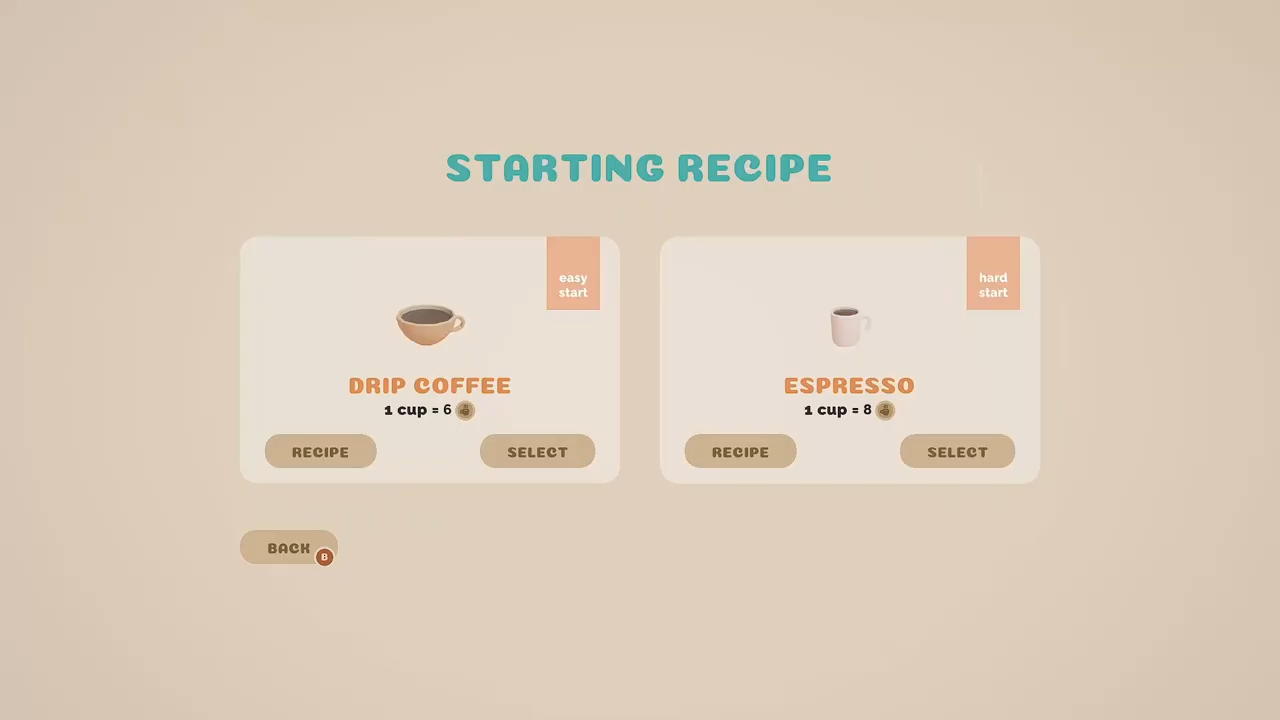 STARTING RECIPE
easy
start
DRIP COFFEE
1 cup = 6
RECIPE
SELECT
hard
start
ESPRESSO
1 cup = 8
RECIPE
SELECT
BACK
B